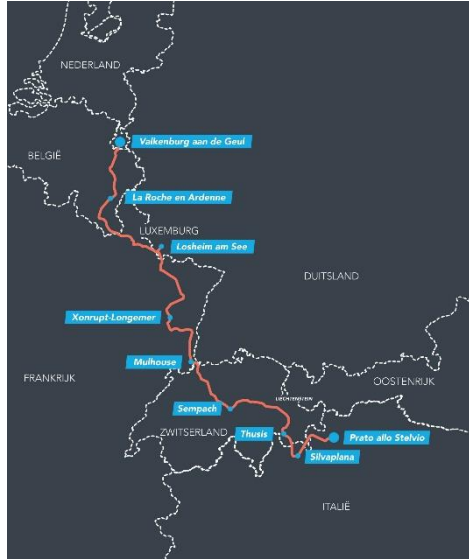 NEDERLAND
Valkenburg aan de Geul
BELGIË
La Roche en Ardenne
LUXEMBURG
Losheim am See
DUITSLAND
Xonrupt-Longemer
Mulhouse
FRANKRIJK
OOSTENRIJK
LIECHTENSTEIN
Sempach
ZWITSERLAND
Thusis
Prato allo Stelvio
Silvaplana
ITALIË